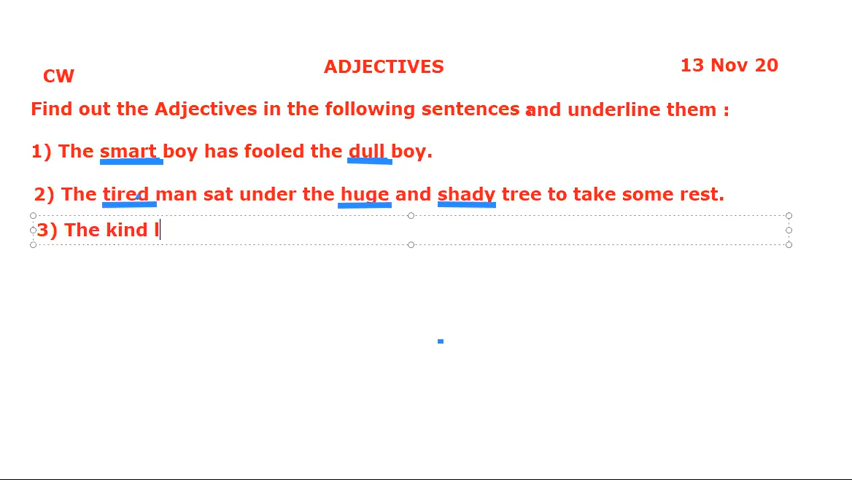 CW ADJECTIVES 13 Nov 20
Find out the Adjectives in the following sentences and underline them :
1) The smart boy has fooled the dull boy.
2) The tired man sat under the huge and shady tree to take some rest.
3) The kind l